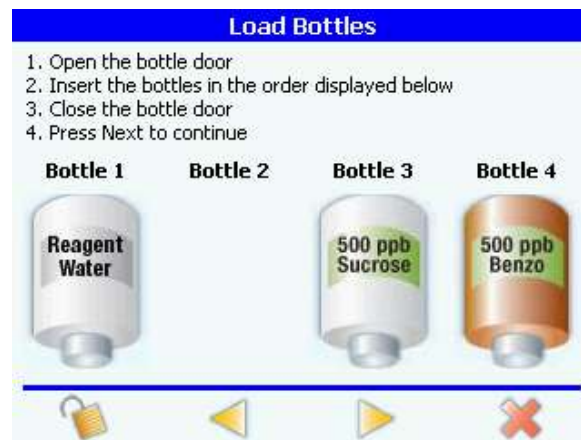 Load Bottles
1. Open the bottle door
2. Insert the bottles in the order displayed below
3. Close the bottle door
4. Press Next to continue
Bottle 1 Bottle 2 Bottle 3 Bottle 4
Reagent Water
500 ppb Sucrose
500 ppb Benzo